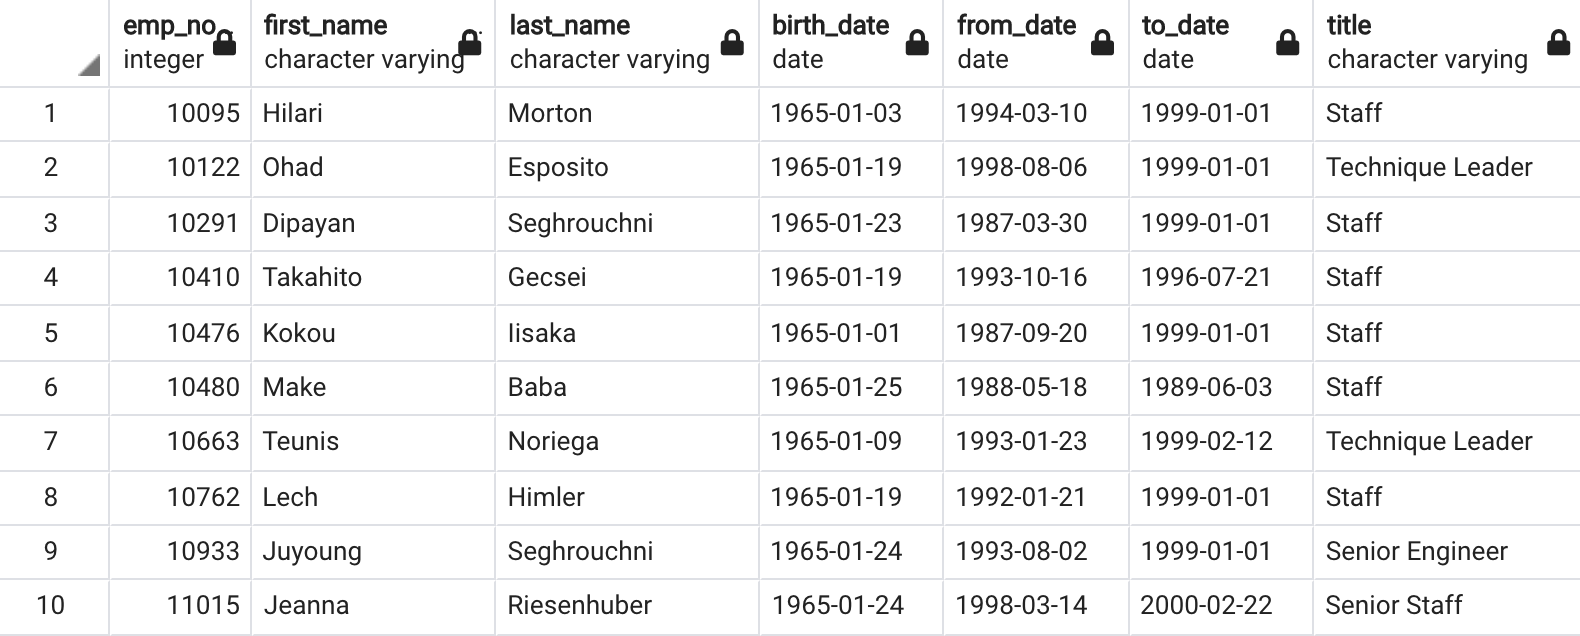 emp_no first_name last_name birth_date from_date to_date title
integer character varying character varying date date date character varying
1 10095 Hilari Morton 1965-01-03 1994-03-10 1999-01-01 Staff
2 10122 Ohad Esposito 1965-01-19 1998-08-06 1999-01-01 Technique Leader
3 10291 Dipayan Seghrouchni 1965-01-23 1987-03-30 1999-01-01 Staff
4 10410 Takahito Gecsei 1965-01-19 1993-10-16 1996-07-21 Staff
5 10476 Kokou Iisaka 1965-01-01 1987-09-20 1999-01-01 Staff
6 10480 Make Baba 1965-01-25 1988-05-18 1989-06-03 Staff
7 10663 Teunis Noriega 1965-01-09 1993-01-23 1999-02-12 Technique Leader
8 10762 Lech Himler 1965-01-19 1992-01-21 1999-01-01 Staff
9 10933 Juyoung Seghrouchni 1965-01-24 1993-08-02 1999-01-01 Senior Engineer
10 11015 Jeanna Riesenhuber 1965-01-24 1998-03-14 2000-02-22 Senior Staff